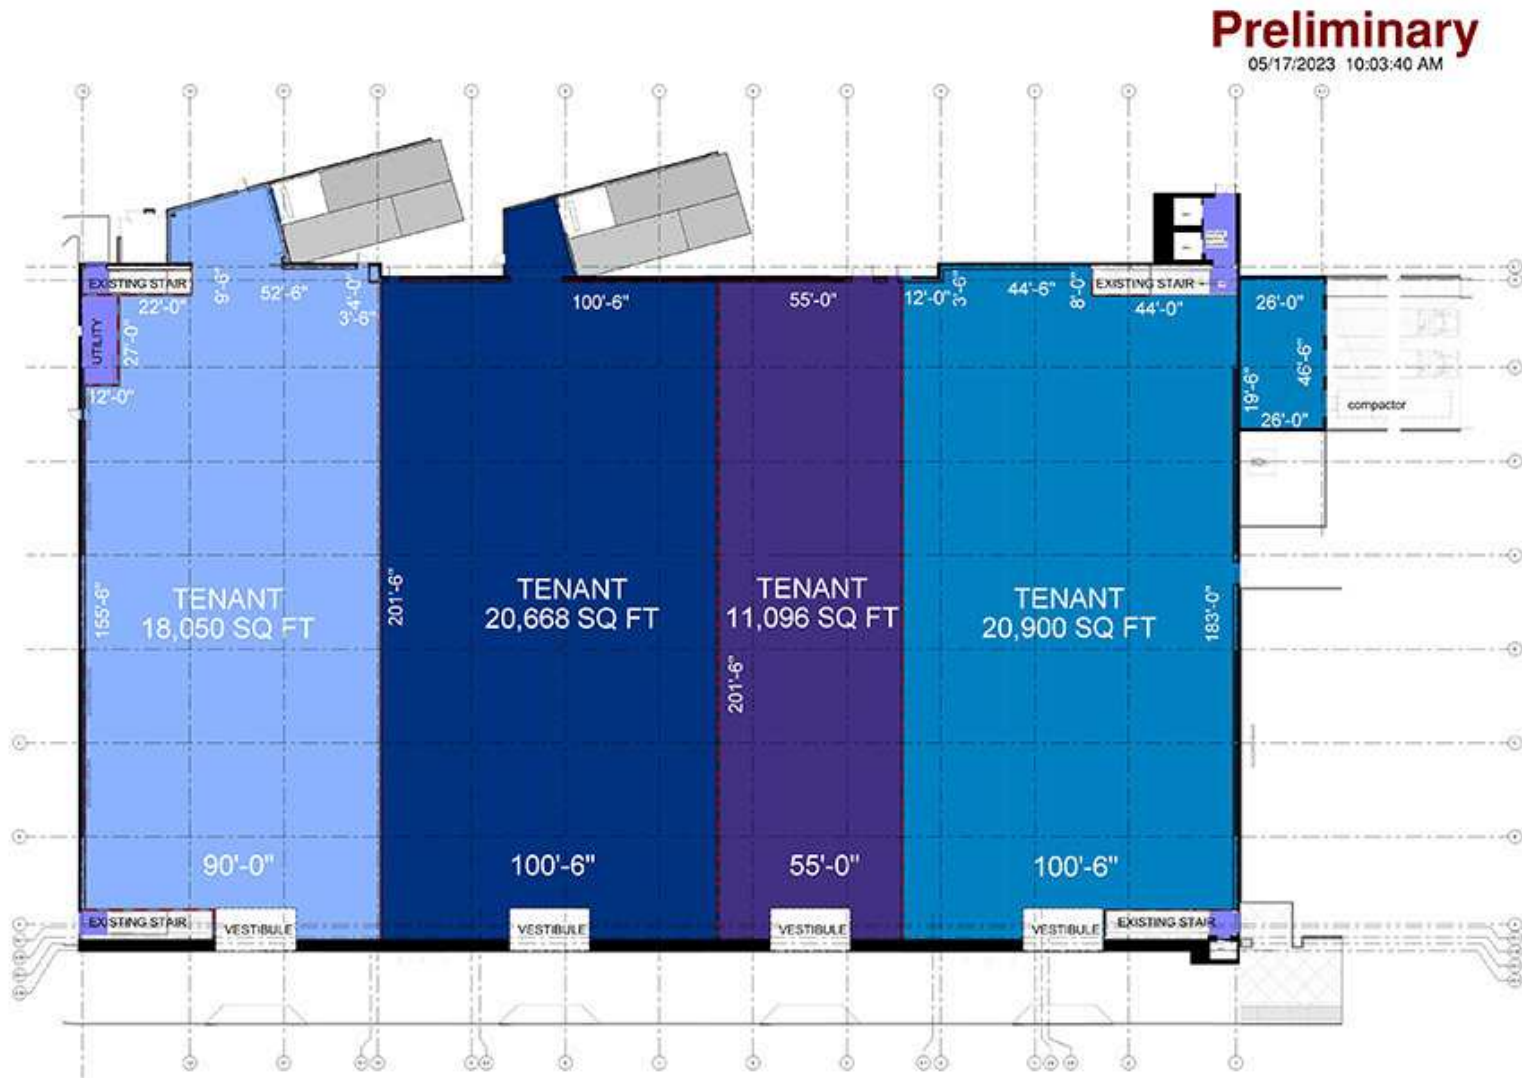 Preliminary
05/17/2023 10:03:40 AM
EXISTING STAIR
22'-0"
9'-6"
52'-6"
4'-0"
3'-6"
100'-6"
55'-0"
12'-0"
3'-6"
44'-6"
8'-0"
EXISTING STAIR
44'-0"
26'-0"
UTILITY
27'-0"
12'-0"
19'-6"
46'-6"
26'-0"
compactor
155'-6"
TENANT
18,050 SQ FT
201'-6"
TENANT
20,668 SQ FT
201'-6"
TENANT
11,096 SQ FT
TENANT
20,900 SQ FT
183'-0"
90'-0"
100'-6"
55'-0"
100'-6"
EXISTING STAIR
VESTIBULE
VESTIBULE
VESTIBULE
VESTIBULE
EXISTING STAIR